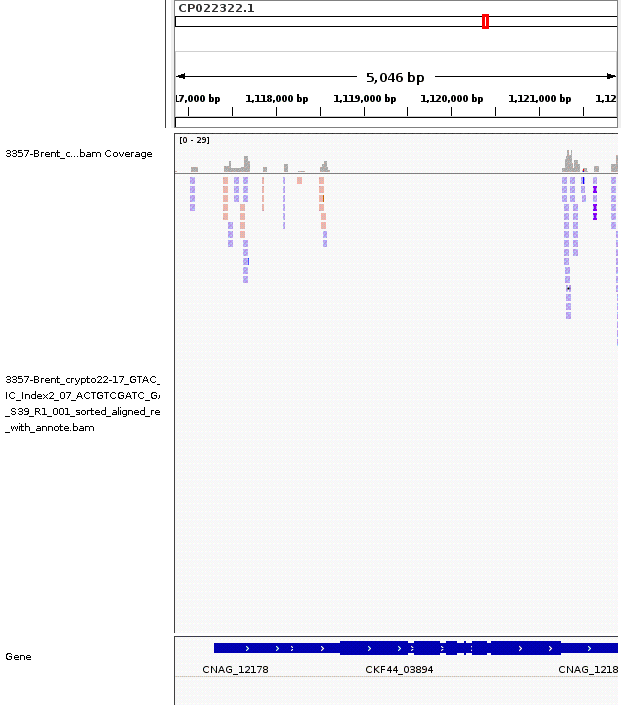 CP022322.1
5,046 bp
17,000 bp 1,118,000 bp 1,119,000 bp 1,120,000 bp 1,121,000 bp 1,12
[0 - 29]
3357-Brent_c...bam Coverage
3357-Brent_crypto22-17_GTAC_
IC_Index2_07_ACTGTCGATC_G
_S39_R1_001_sorted_aligned_re
_with_annote.bam
Gene
CNAG_12178 CKF44_03894 CNAG_1218